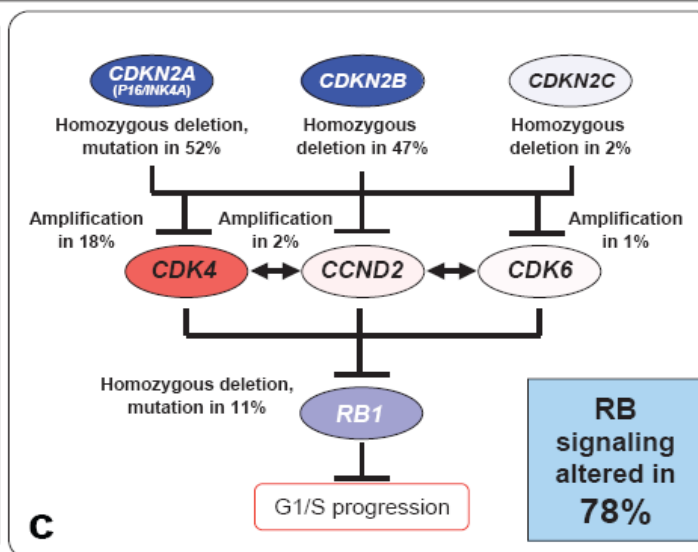 CDKN2A
(P16/INK4A)
CDKN2B
CDKN2C
Homozygous deletion,
mutation in 52%
Homozygous
deletion in 47%
Homozygous
deletion in 2%
Amplification
in 18%
Amplification
in 2%
Amplification
in 1%
CDK4
CCND2
CDK6
Homozygous deletion,
mutation in 11%
RB1
G1/S progression
RB
signaling
altered in
78%
c